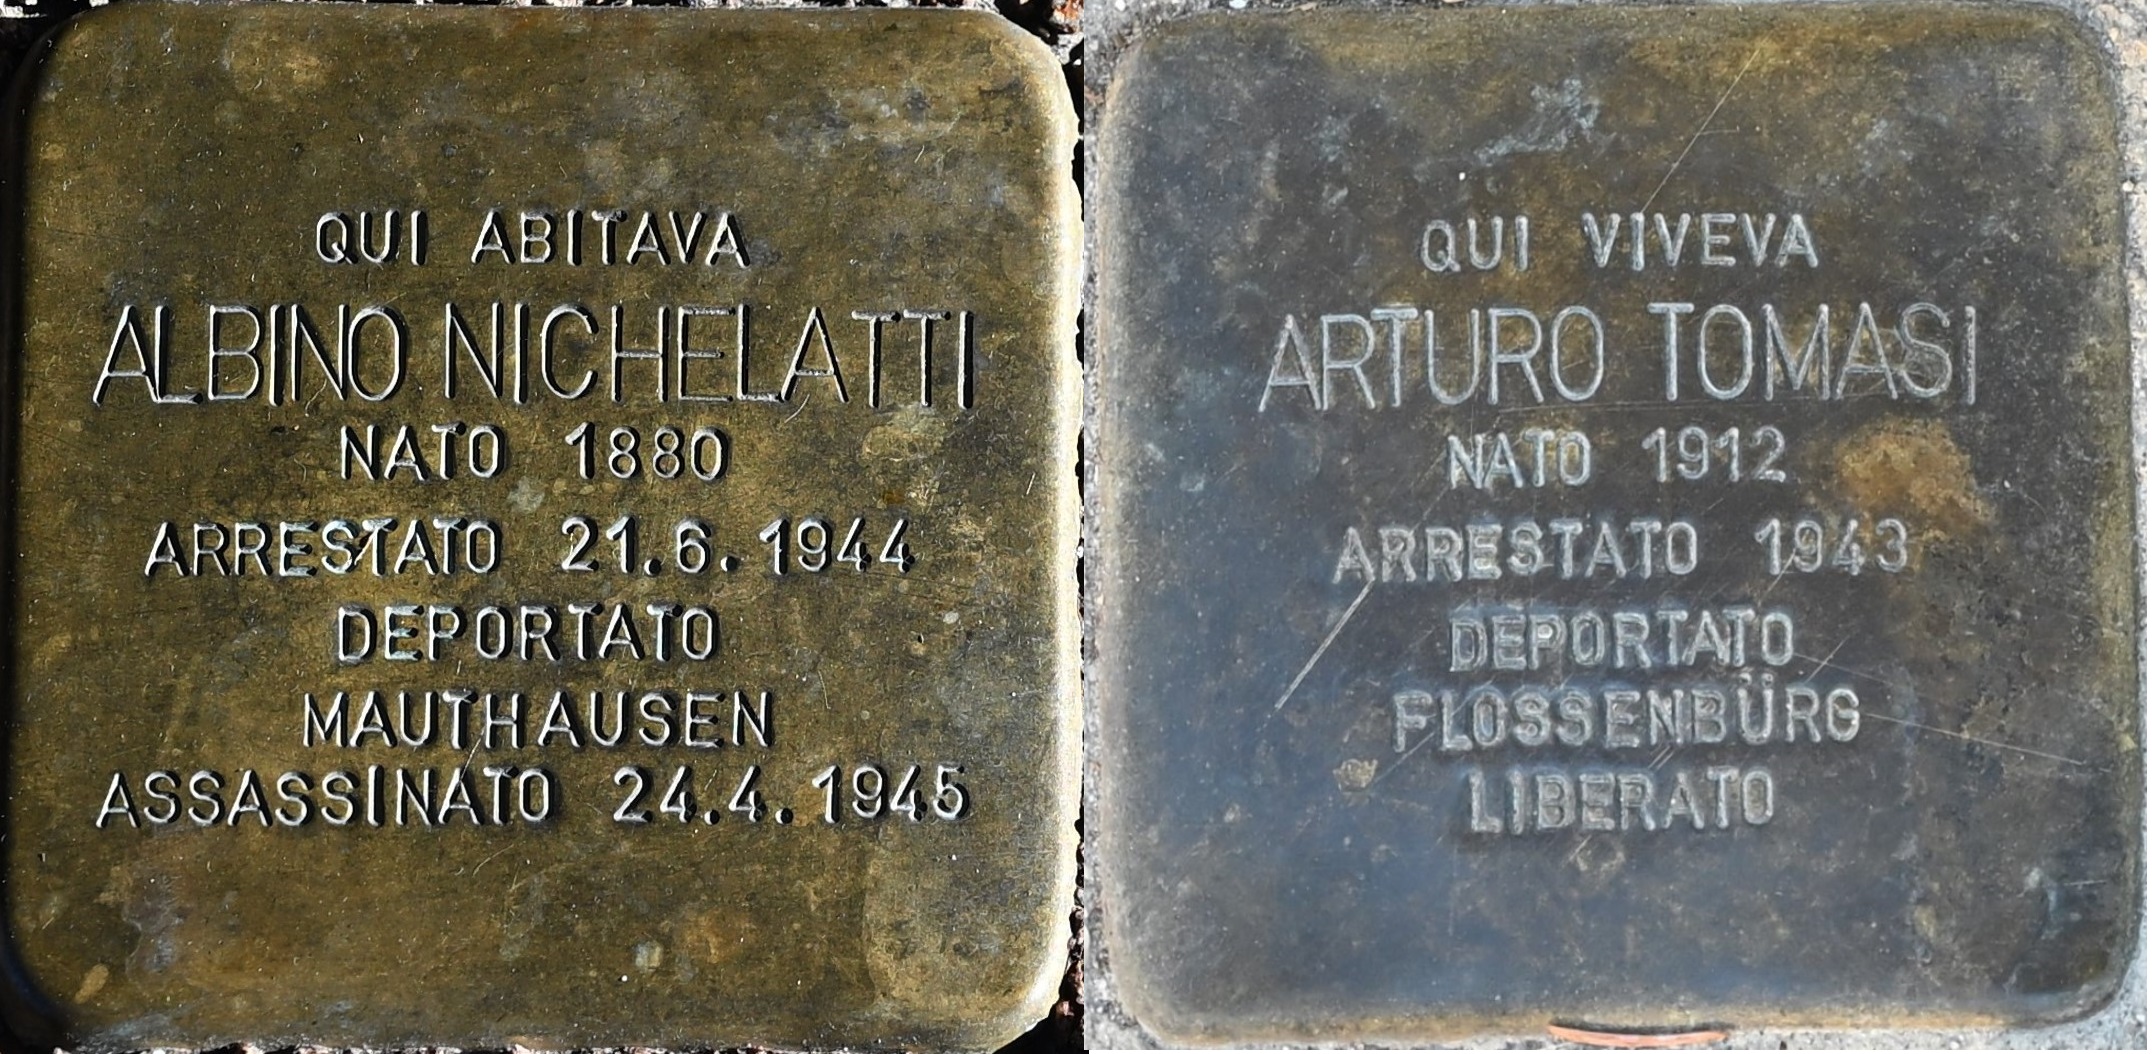 QUI ABITAVA
ALBINO NICHELATTI
NATO 1880
ARRESTATO 21.6.1944
DEPORTATO
MAUTHAUSEN
ASSASSINATO 24.4.1945
QUI VIVEVA
ARTURO TOMASI
NATO 1912
ARRESTATO 1943
DEPORTATO
FLOSSENBÜRG
LIBERATO